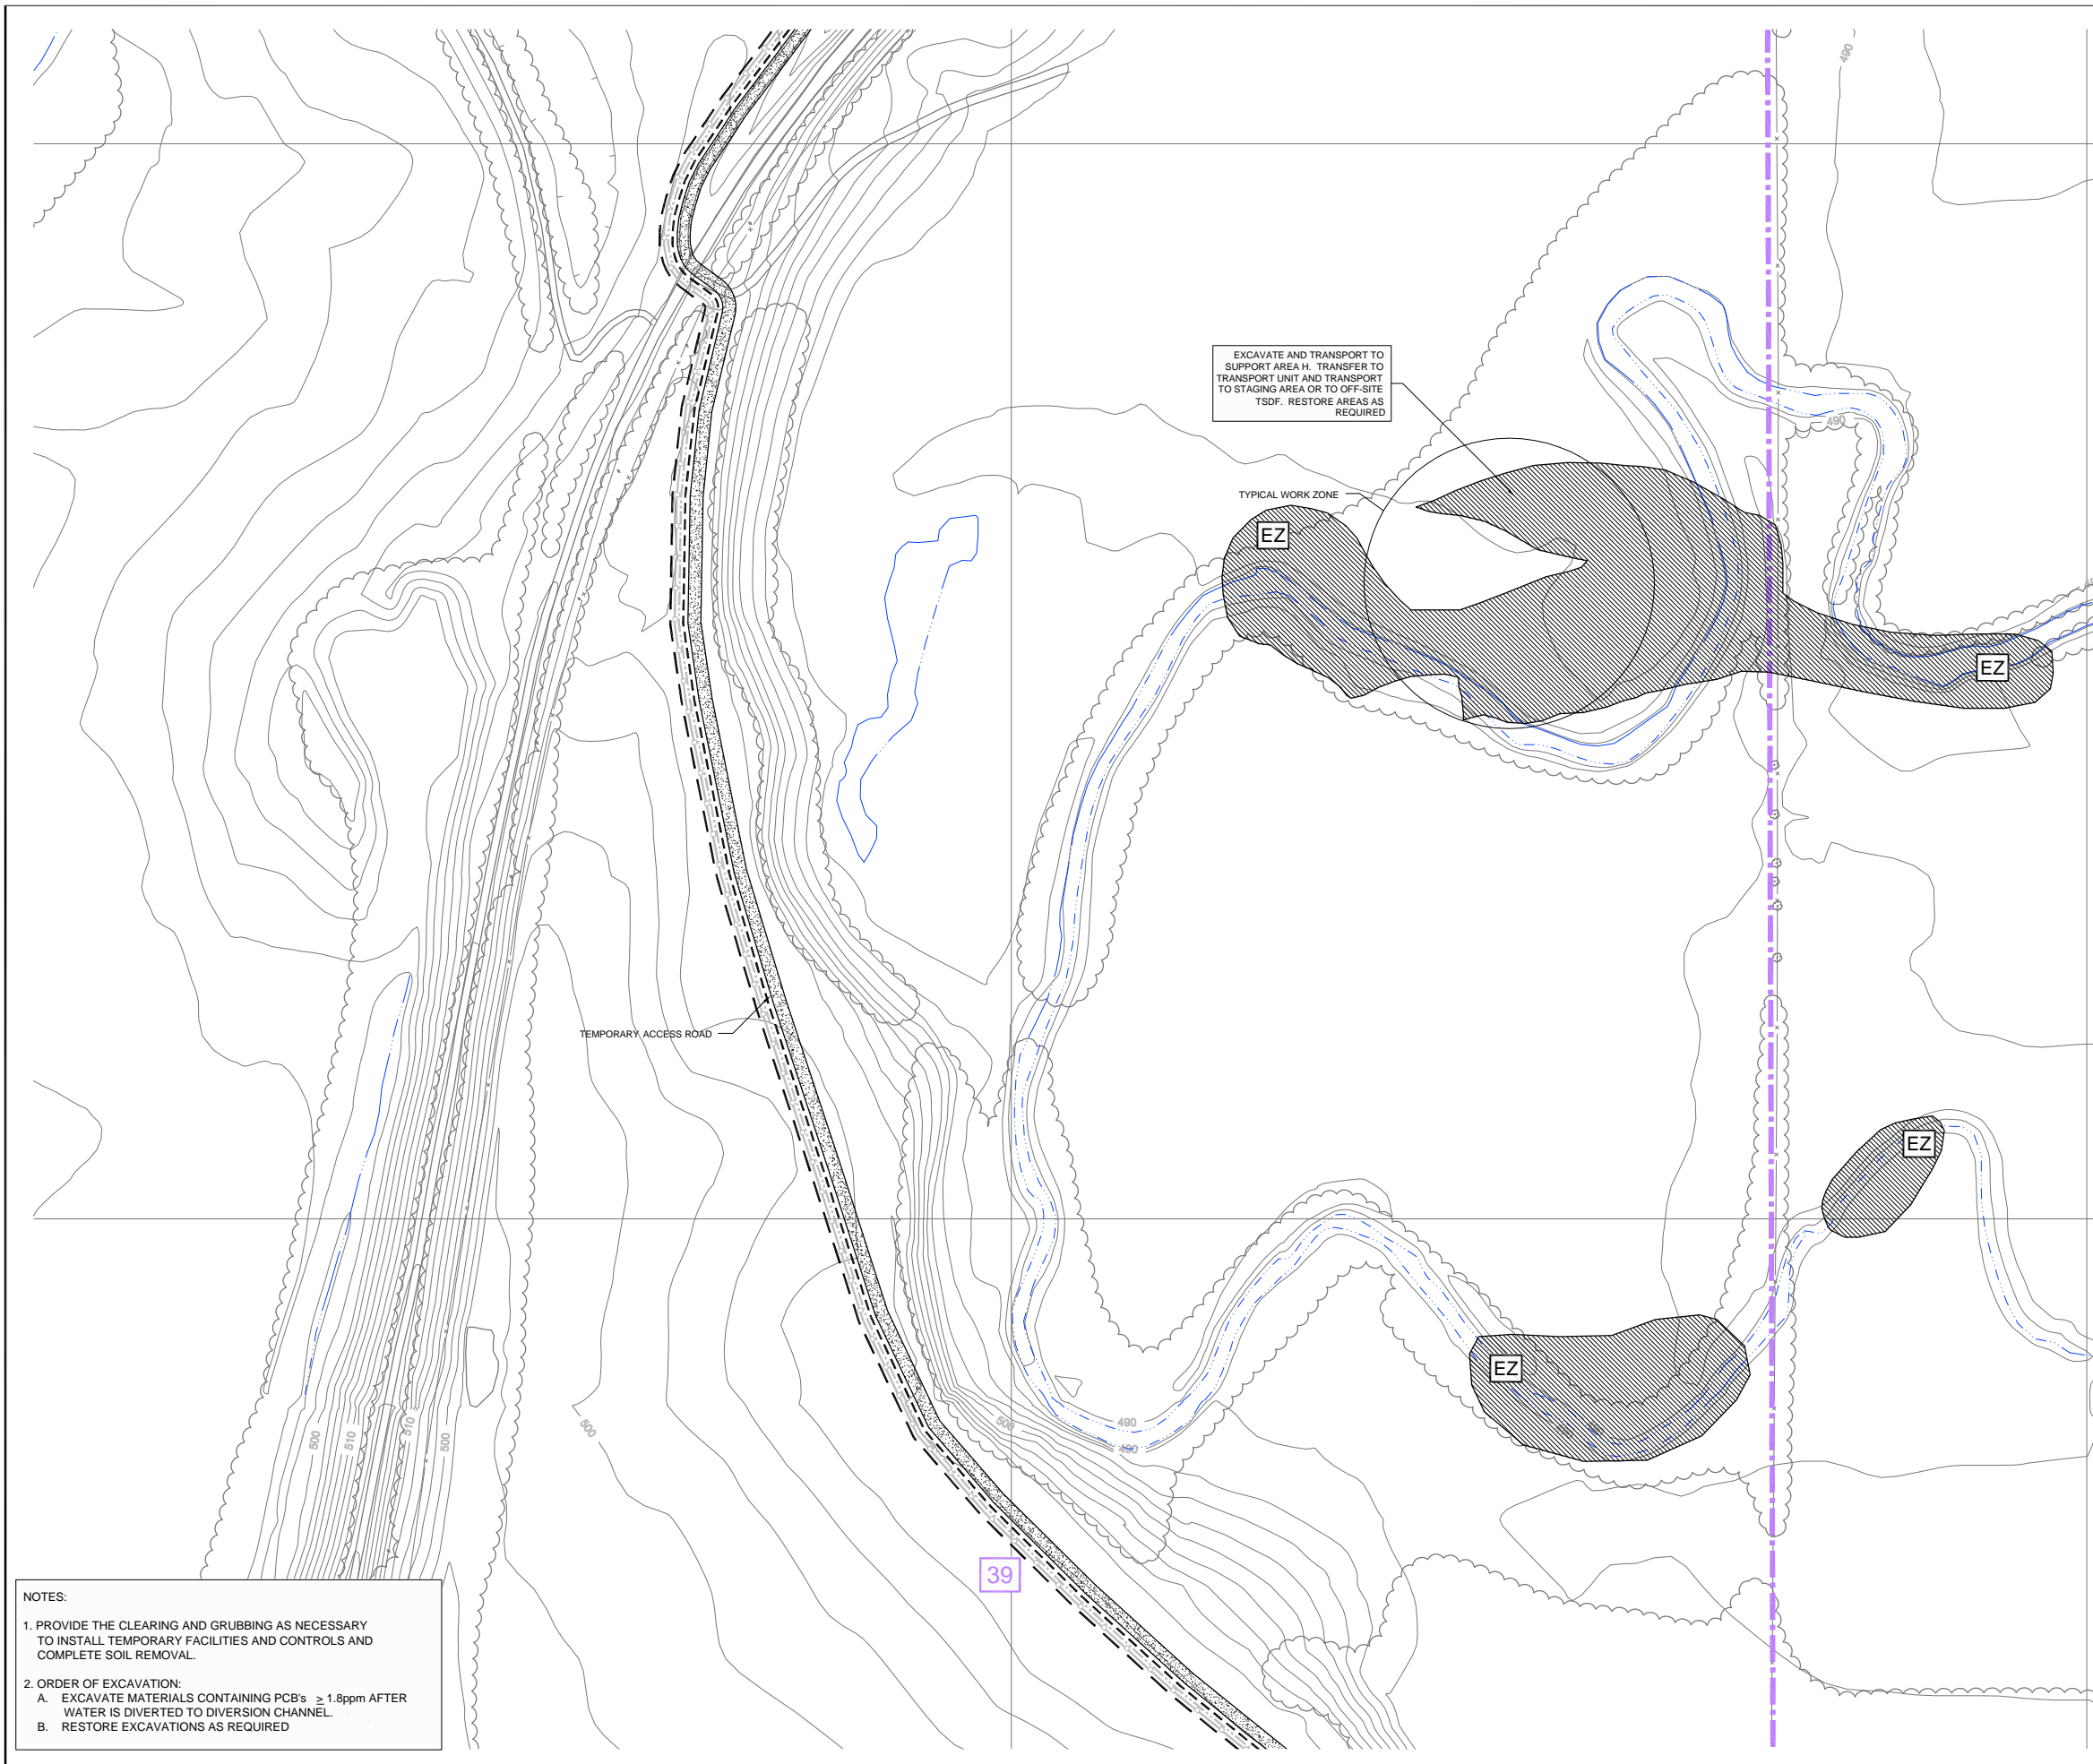 490
EXCAVATE AND TRANSPORT TO
SUPPORT AREA H. TRANSFER TO
TRANSPORT UNIT AND TRANSPORT
TO STAGING AREA OR TO OFF-SITE
TSDF. RESTORE AREAS AS
REQUIRED
490
TYPICAL WORK ZONE
EZ
EZ
TEMPORARY ACCESS ROAD
EZ
EZ
500
510
510
500
500
500
490
490
39
NOTES:
1. PROVIDE THE CLEARING AND GRUBBING AS NECESSARY
TO INSTALL TEMPORARY FACILITIES AND CONTROLS AND
COMPLETE SOIL REMOVAL.
2. ORDER OF EXCAVATION:
A. EXCAVATE MATERIALS CONTAINING PCB's ≥ 1.8ppm AFTER
WATER IS DIVERTED TO DIVERSION CHANNEL.
B. RESTORE EXCAVATIONS AS REQUIRED